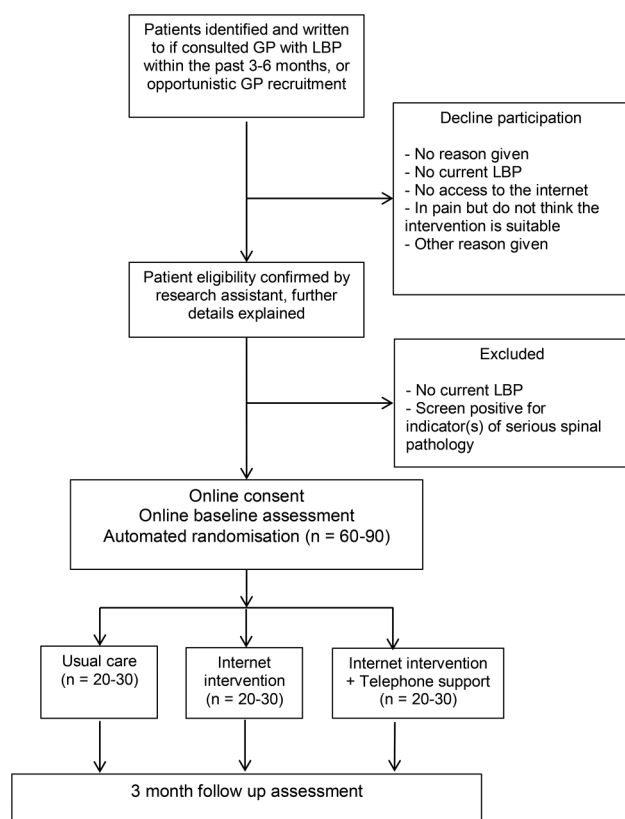 Patients identified and written
to if consulted GP with LBP
within the past 3-6 months, or
opportunistic GP recruitment
Decline participation
- No reason given
- No current LBP
- No access to the internet
- In pain but do not think the
intervention is suitable
- Other reason given
Patient eligibility confirmed by
research assistant, further
details explained
Excluded
- No current LBP
- Screen positive for
indicator(s) of serious spinal
pathology
Online consent
Online baseline assessment
Automated randomisation (n = 60-90)
Usual care
(n = 20-30)
Internet
intervention
(n = 20-30)
Internet intervention
+ Telephone support
(n = 20-30)
3 month follow up assessment